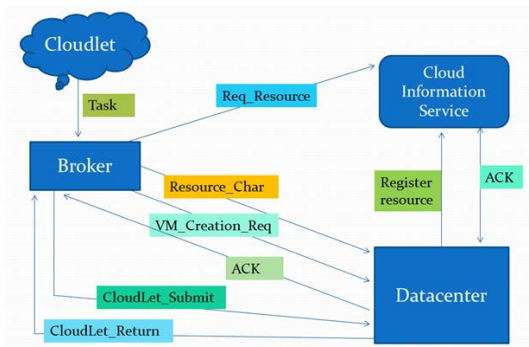 Cloudlet
Task
Req_Resource
Cloud
Information
Service
Broker
Resource_Char
Register
resource
ACK
VM_Creation_Req
ACK
CloudLet_Submit
Datacenter
CloudLet_Return